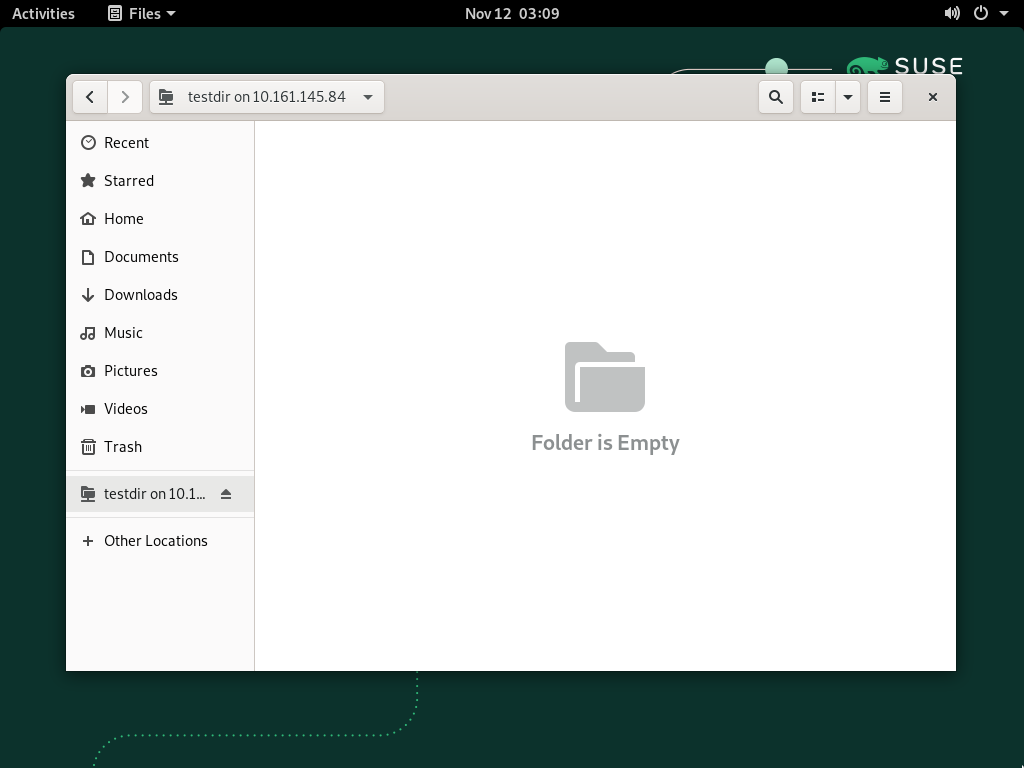 Activities
Files
Nov 12 03:09
SUSE
testdir on 10.161.145.84
Recent
Starred
Home
Documents
Downloads
Music
Pictures
Videos
Trash
testdir on 10.1...
Other Locations
Folder is Empty